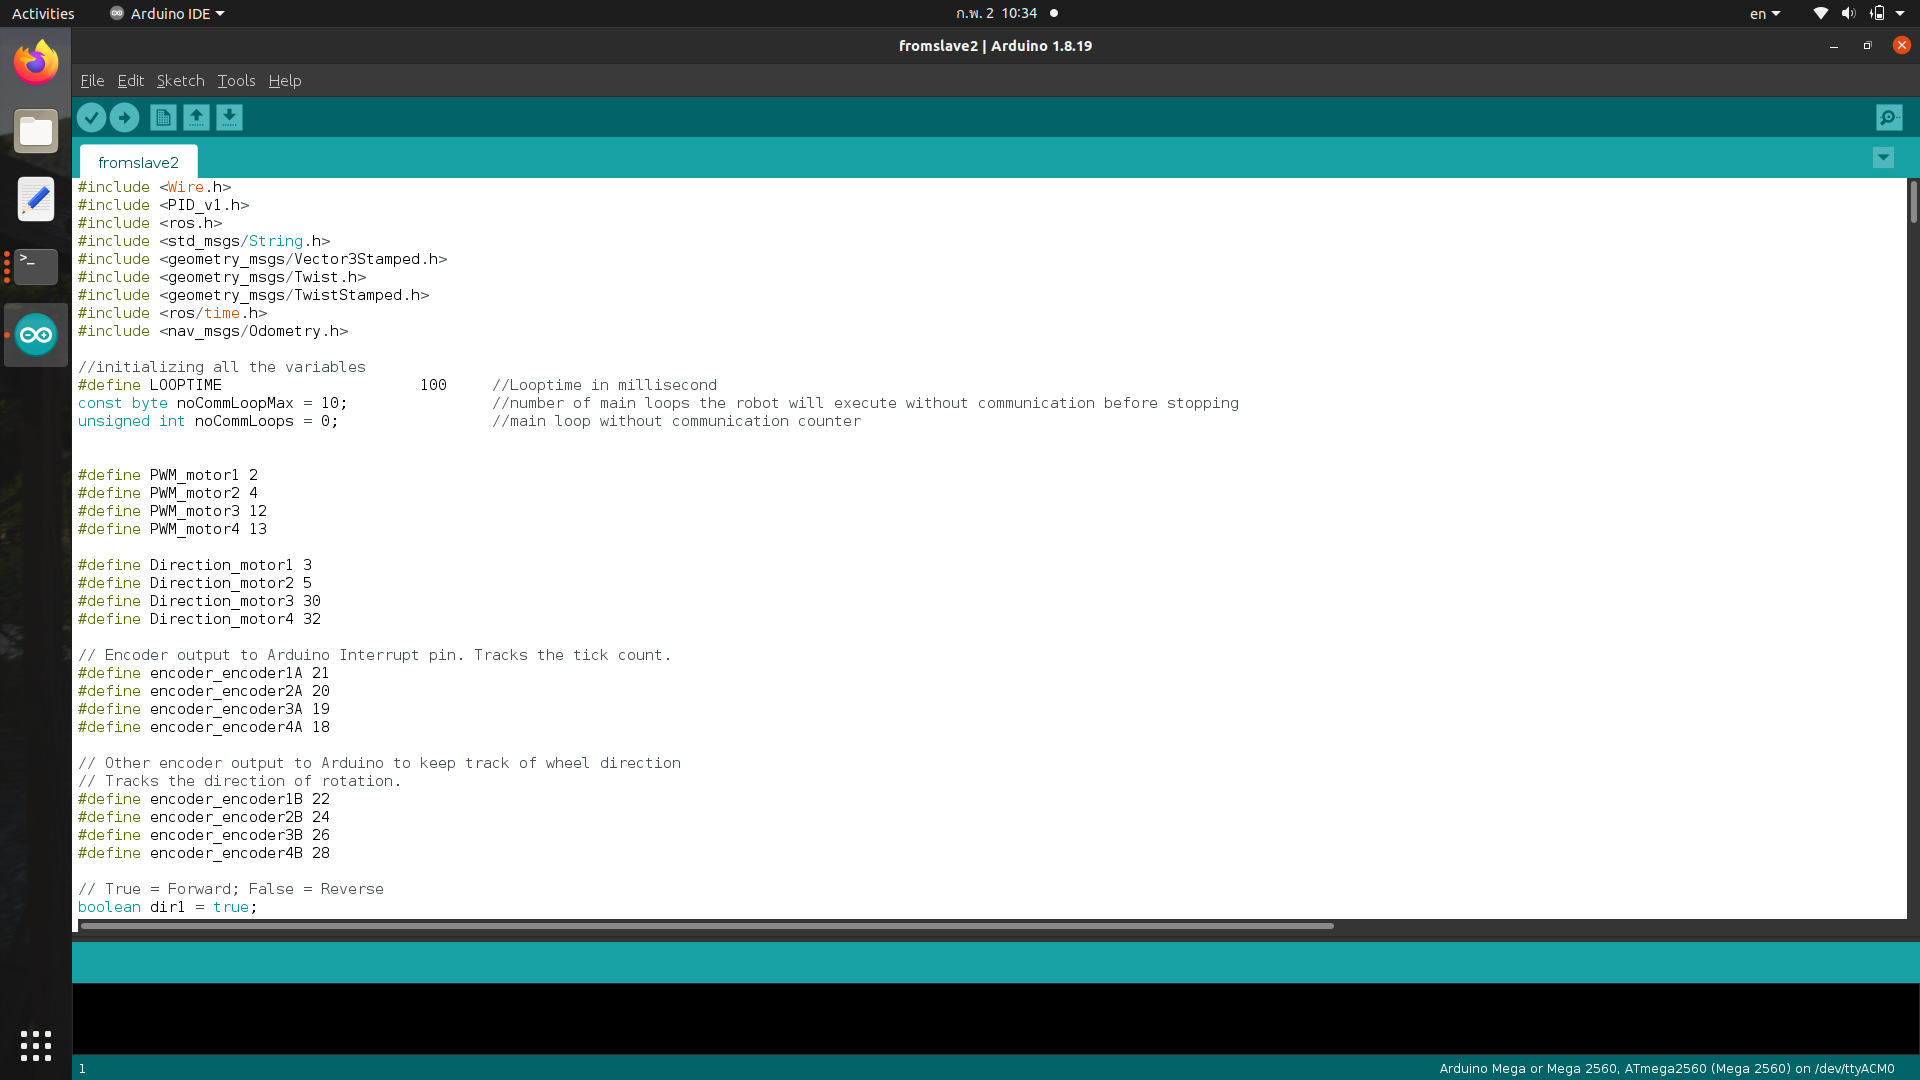 Activities
Arduino IDE
ก.พ. 2 10:34
en
fromslave2 | Arduino 1.8.19
File Edit Sketch Tools Help
fromslave2
#include <Wire.h>
#include <PID_v1.h>
#include <ros.h>
#include <std_msgs/String.h>
#include <geometry_msgs/Vector3Stamped.h>
#include <geometry_msgs/Twist.h>
#include <geometry_msgs/TwistStamped.h>
#include <ros/time.h>
#include <nav_msgs/Odometry.h>
//initializing all the variables
#define LOOPTIME 100 //Looptime in millisecond
const byte noCommLoopMax = 10; //number of main loops the robot will execute without communication before stopping
unsigned int noCommLoops = 0; //main loop without communication counter
#define PWM_motor1 2
#define PWM_motor2 4
#define PWM_motor3 12
#define PWM_motor4 13
#define Direction_motor1 3
#define Direction_motor2 5
#define Direction_motor3 30
#define Direction_motor4 32
// Encoder output to Arduino Interrupt pin. Tracks the tick count.
#define encoder_encoder1A 21
#define encoder_encoder2A 20
#define encoder_encoder3A 19
#define encoder_encoder4A 18
// Other encoder output to Arduino to keep track of wheel direction
// Tracks the direction of rotation.
#define encoder_encoder1B 22
#define encoder_encoder2B 24
#define encoder_encoder3B 26
#define encoder_encoder4B 28
// True = Forward; False = Reverse
boolean dir1 = true;
1
Arduino Mega or Mega 2560, ATmega2560 (Mega 2560) on /dev/ttyACM0